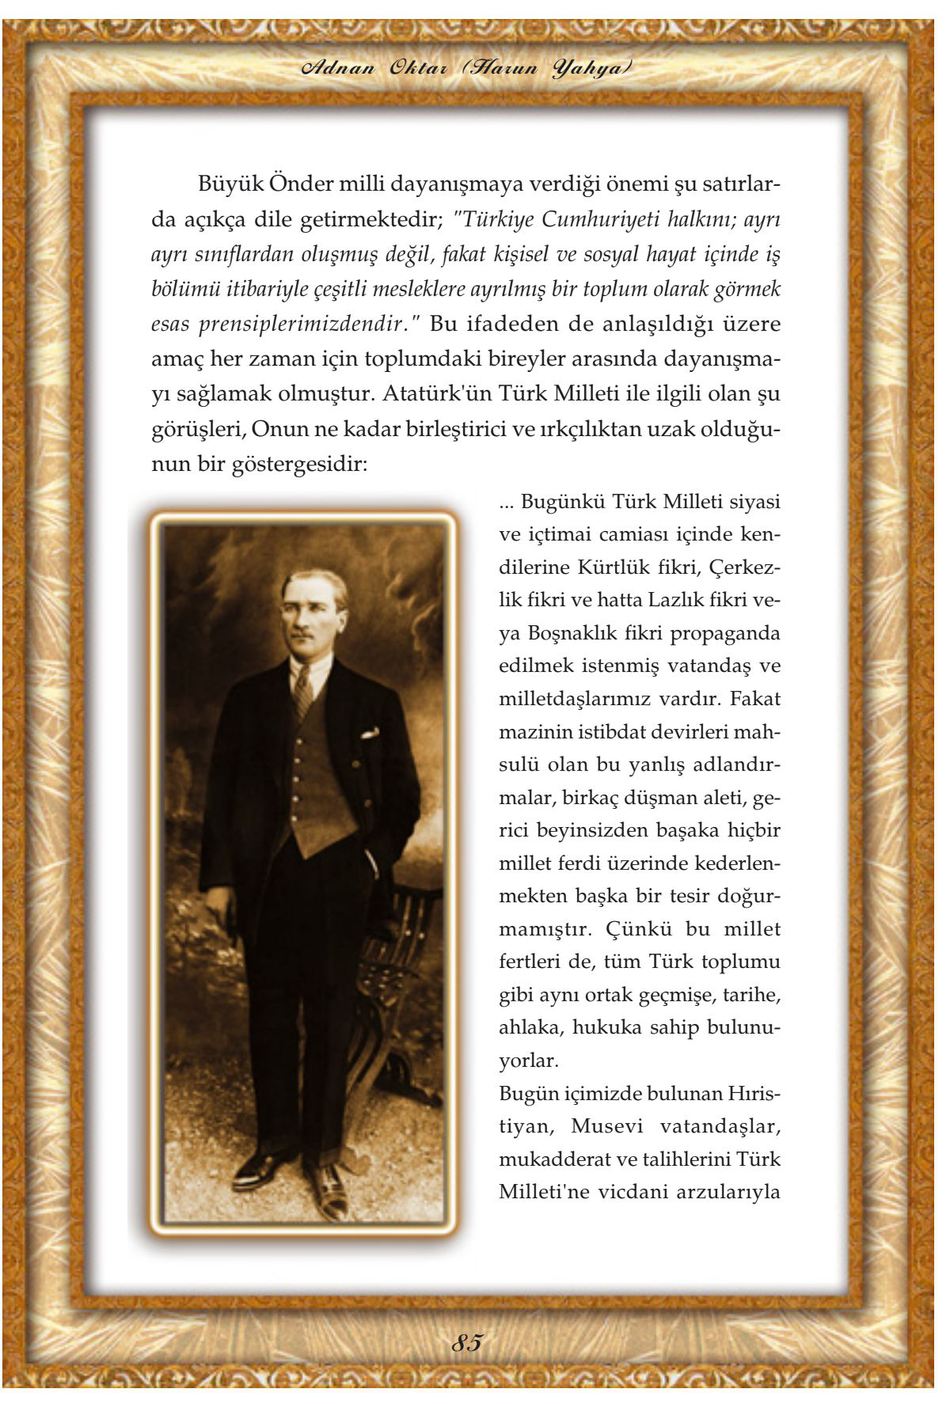 Adnan Oktar (Harun Yahya)
Büyük Önder milli dayanışmaya verdiği önemi şu satırlar-
da açıkça dile getirmektedir; "Türkiye Cumhuriyeti halkını; ayrı
ayrı sınıflardan oluşmuş değil, fakat kişisel ve sosyal hayat içinde iş
bölümü itibariyle çeşitli mesleklere ayrılmış bir toplum olarak görmek
esas prensiplerimizdendir." Bu ifadeden de anlaşıldığı üzere
amaç her zaman için toplumdaki bireyler arasında dayanışma-
yı sağlamak olmuştur. Atatürk'ün Türk Milleti ile ilgili olan şu
görüşleri, Onun ne kadar birleştirici ve ırkçılıktan uzak olduğu-
nun bir göstergesidir:
... Bugünkü Türk Milleti siyasi
ve içtimai camiası içinde ken-
dilerine Kürtlük fikri, Çerkez-
lik fikri ve hatta Lazlık fikri ve-
ya Boşnaklık fikri propaganda
edilmek istenmiş vatandaş ve
milletdaşlarımız vardır. Fakat
mazinin istibdat devirleri mah-
sulü olan bu yanlış adlandır-
malar, birkaç düşman aleti, ge-
rici beyinsizden başaka hiçbir
millet ferdi üzerinde kederlen-
mekten başka bir tesir doğur-
mamıştır. Çünkü bu millet
fertleri de, tüm Türk toplumu
gibi aynı ortak geçmişe, tarihe,
ahlaka, hukuka sahip bulunu-
yorlar.
Bugün içimizde bulunan Hıris-
tiyan, Musevi vatandaşlar,
mukadderat ve talihlerini Türk
Milleti'ne vicdani arzularıyla
85